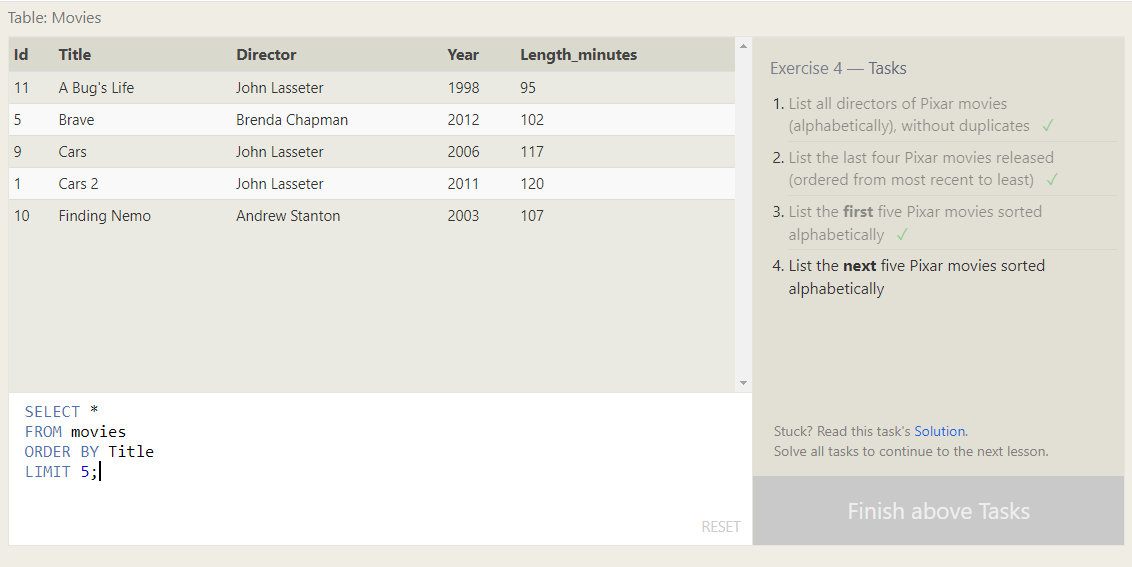 Table: Movies
Id Title Director Year Length_minutes
11 A Bug's Life John Lasseter 1998 95
5 Brave Brenda Chapman 2012 102
9 Cars John Lasseter 2006 117
1 Cars 2 John Lasseter 2011 120
10 Finding Nemo Andrew Stanton 2003 107
SELECT *
FROM movies
ORDER BY Title
LIMIT 5;
RESET
Exercise 4 — Tasks
1. List all directors of Pixar movies
(alphabetically), without duplicates ✓
2. List the last four Pixar movies released
(ordered from most recent to least) ✓
3. List the first five Pixar movies sorted
alphabetically ✓
4. List the next five Pixar movies sorted
alphabetically
Stuck? Read this task's Solution.
Solve all tasks to continue to the next lesson.
Finish above Tasks